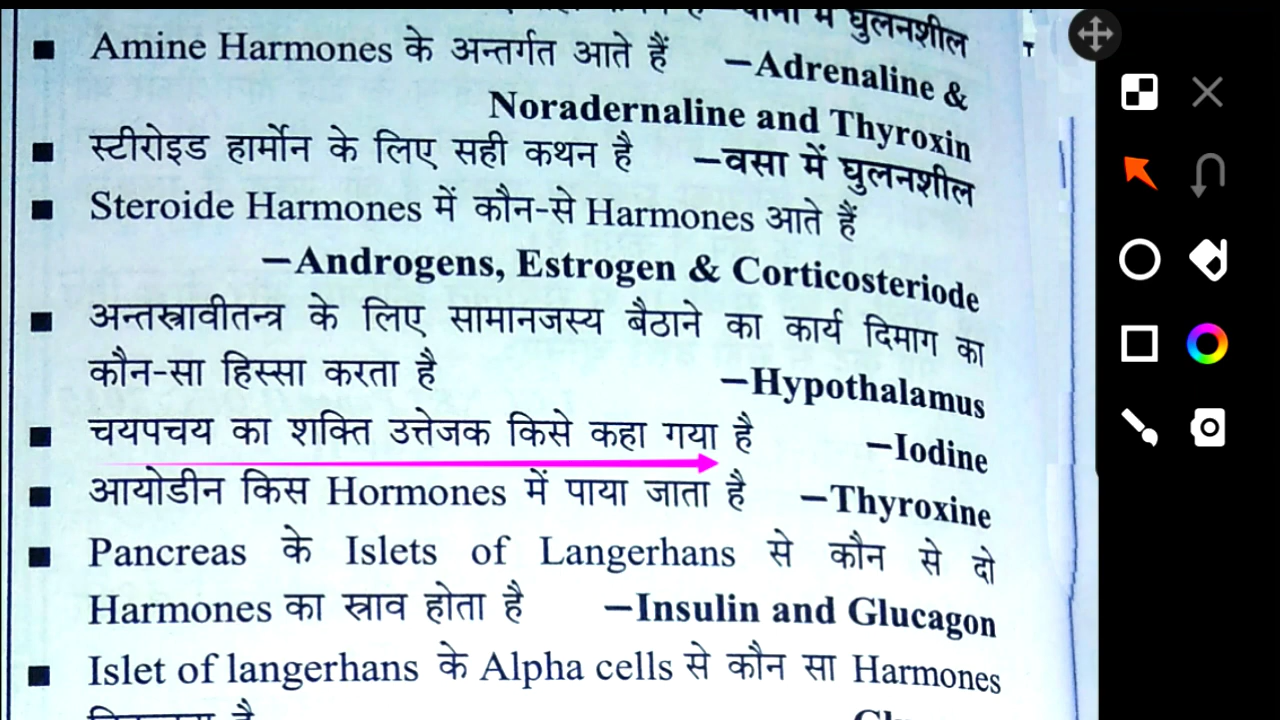 घुलनशील
■ Amine Harmones के अन्तर्गत आते हैं –Adrenaline &
Noradernaline and Thyroxin
■ स्टीरोइड हार्मोन के लिए सही कथन है –वसा में घुलनशील
■ Steroide Harmones में कौन-से Harmones आते हैं
–Androgens, Estrogen & Corticosteriode
■ अन्तस्त्रावीतन्त्र के लिए सामानजस्य बैठाने का कार्य दिमाग का
कौन-सा हिस्सा करता है –Hypothalamus
■ चयपचय का शक्ति उत्तेजक किसे कहा गया है –Iodine
■ आयोडीन किस Hormones में पाया जाता है –Thyroxine
■ Pancreas के Islets of Langerhans से कौन से दो
Harmones का स्राव होता है –Insulin and Glucagon
■ Islet of langerhans के Alpha cells से कौन सा Harmones
है